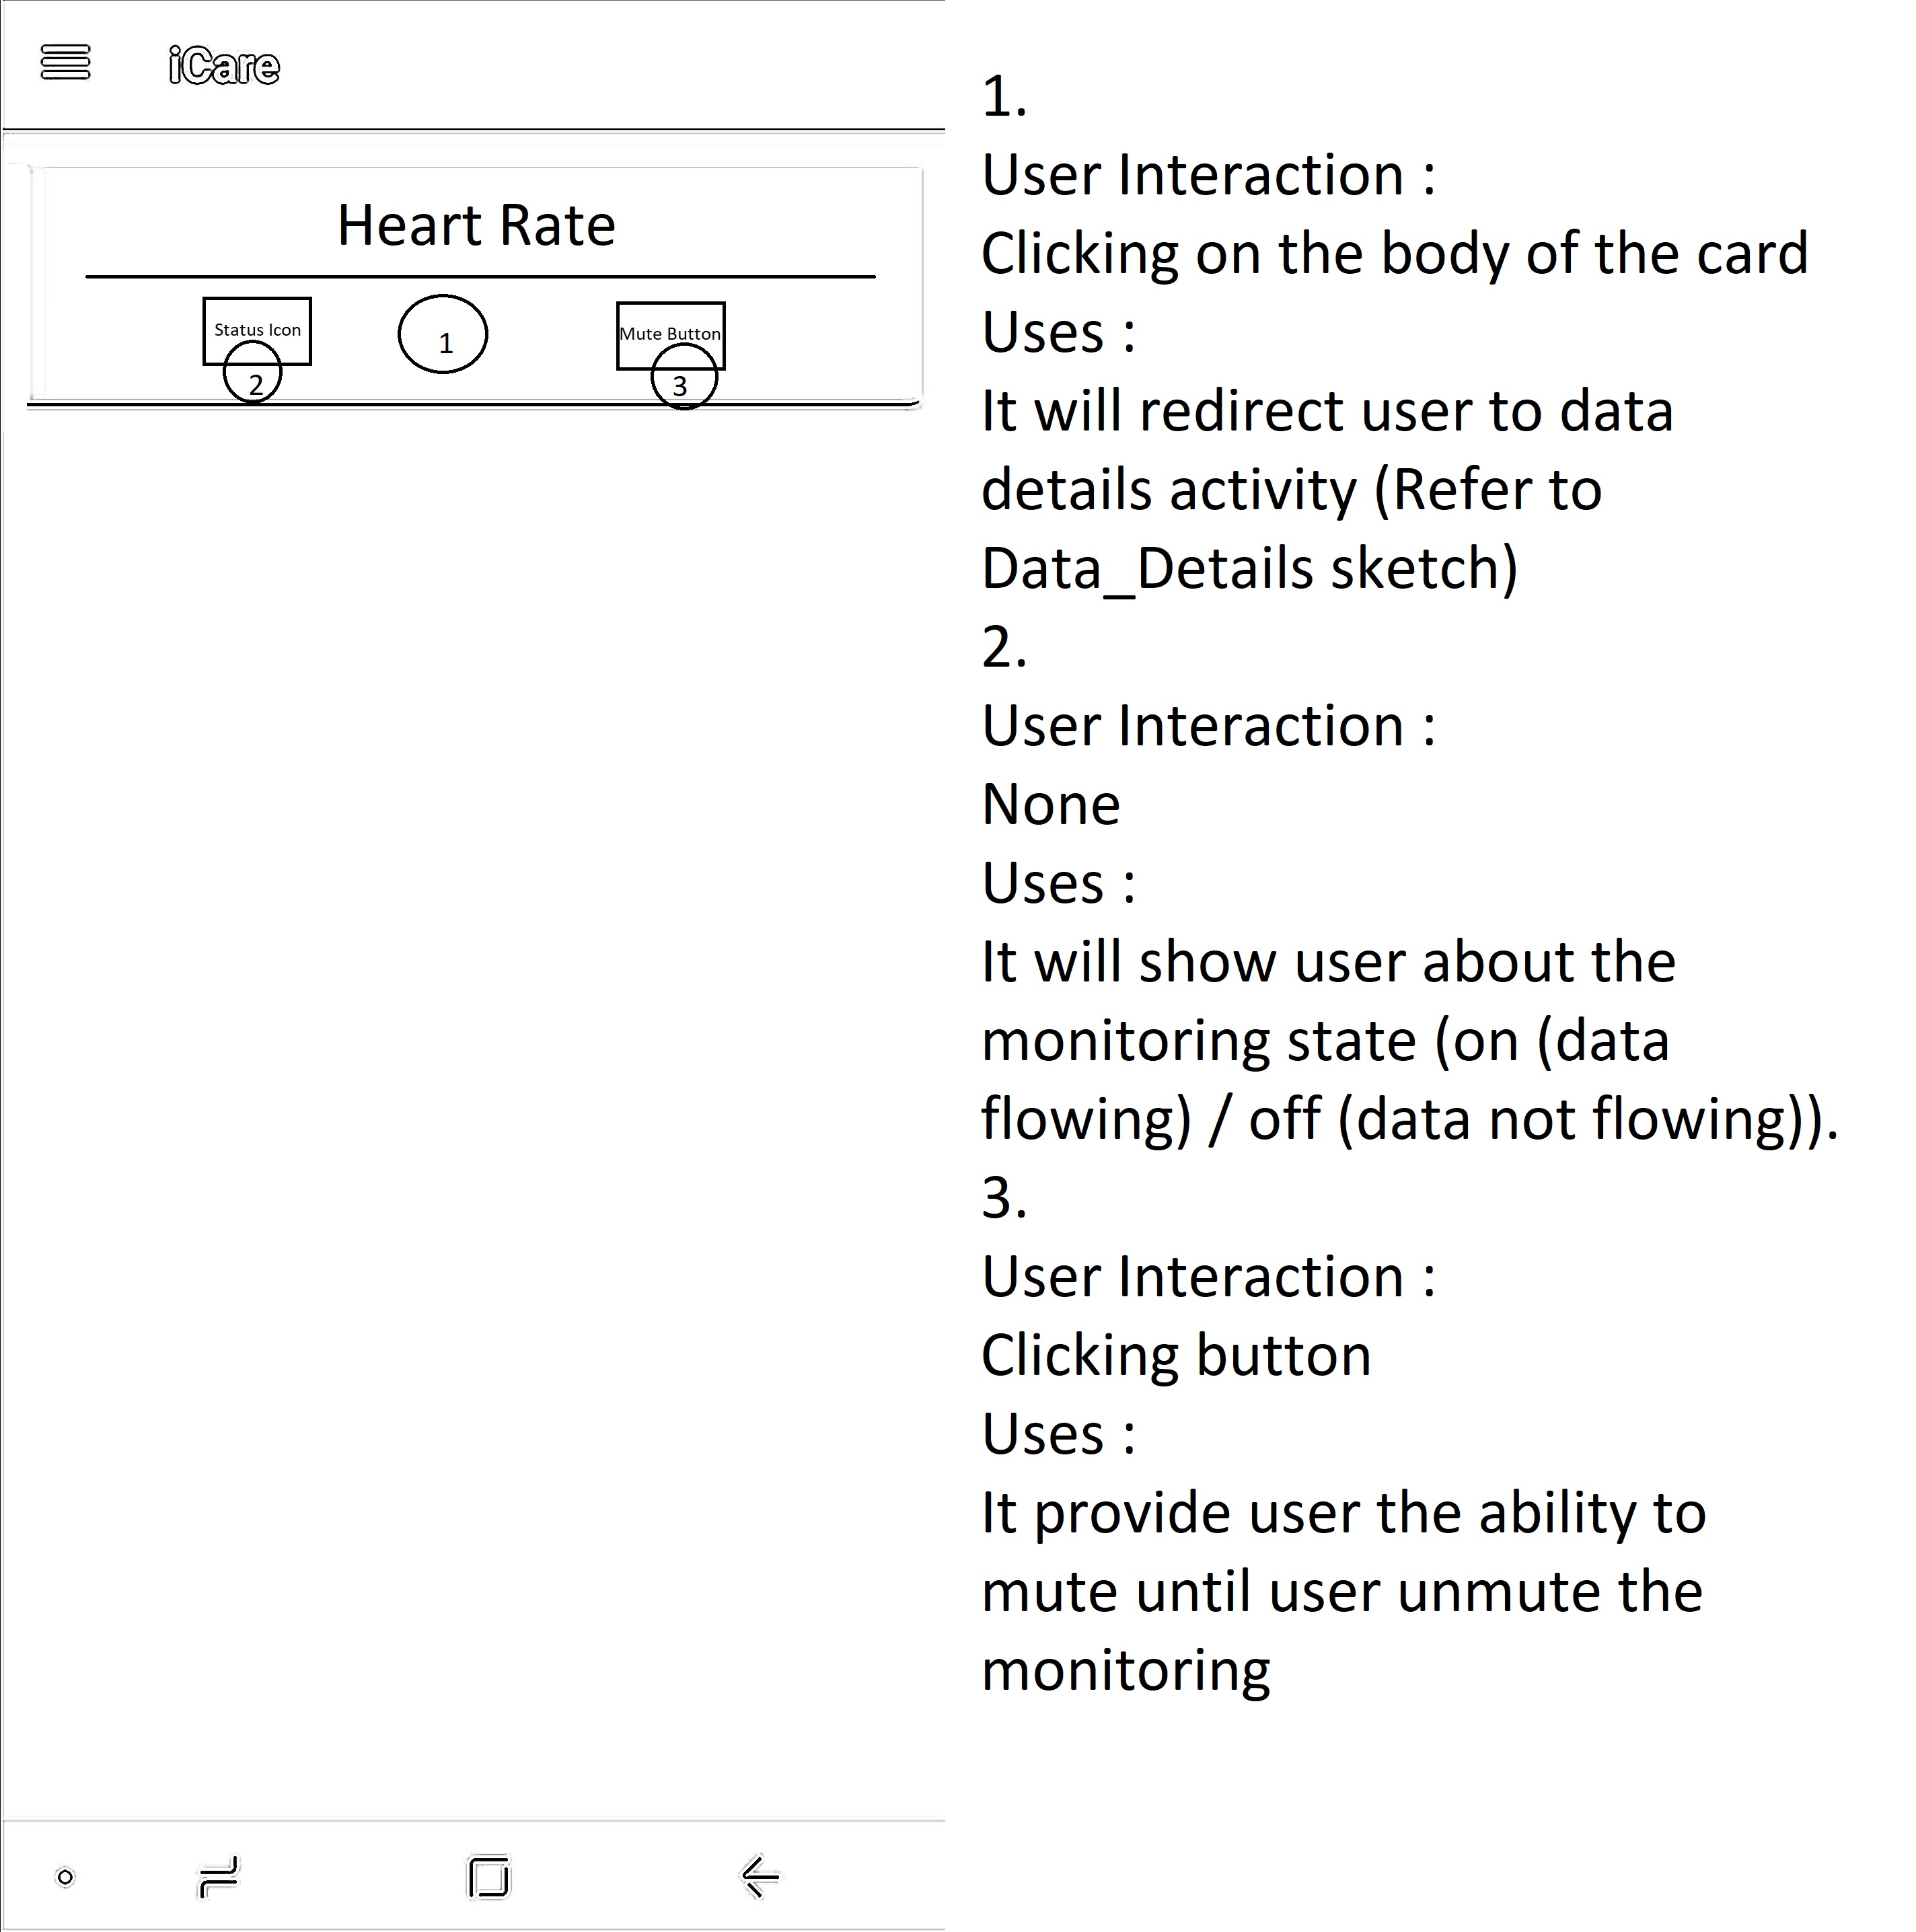 iCare
Heart Rate
Status Icon
1
Mute Button
2
3
1.
User Interaction :
Clicking on the body of the card
Uses :
It will redirect user to data
details activity (Refer to
Data_Details sketch)
2.
User Interaction :
None
Uses :
It will show user about the
monitoring state (on (data
flowing) / off (data not flowing)).
3.
User Interaction :
Clicking button
Uses :
It provide user the ability to
mute until user unmute the
monitoring